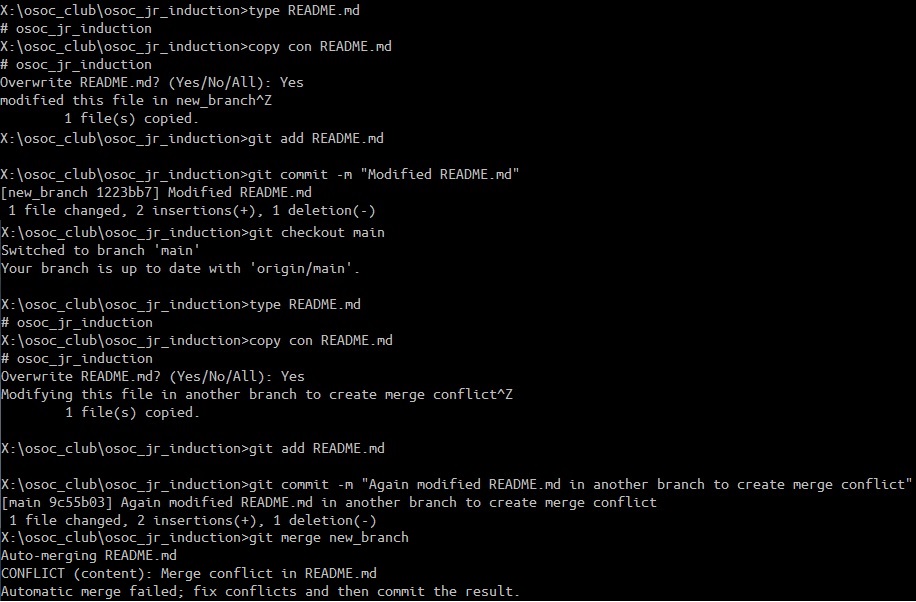 X:\osoc_club\osoc_jr_induction>type README.md
# osoc_jr_induction
X:\osoc_club\osoc_jr_induction>copy con README.md
# osoc_jr_induction
Overwrite README.md? (Yes/No/All): Yes
modified this file in new_branch^Z
        1 file(s) copied.
X:\osoc_club\osoc_jr_induction>git add README.md
X:\osoc_club\osoc_jr_induction>git commit -m "Modified README.md"
[new_branch 1223bb7] Modified README.md
 1 file changed, 2 insertions(+), 1 deletion(-)
X:\osoc_club\osoc_jr_induction>git checkout main
Switched to branch 'main'
Your branch is up to date with 'origin/main'.
X:\osoc_club\osoc_jr_induction>type README.md
# osoc_jr_induction
X:\osoc_club\osoc_jr_induction>copy con README.md
# osoc_jr_induction
Overwrite README.md? (Yes/No/All): Yes
Modifying this file in another branch to create merge conflict^Z
        1 file(s) copied.
X:\osoc_club\osoc_jr_induction>git add README.md
X:\osoc_club\osoc_jr_induction>git commit -m "Again modified README.md in another branch to create merge conflict"
[main 9c55b03] Again modified README.md in another branch to create merge conflict
 1 file changed, 2 insertions(+), 1 deletion(-)
X:\osoc_club\osoc_jr_induction>git merge new_branch
Auto-merging README.md
CONFLICT (content): Merge conflict in README.md
Automatic merge failed; fix conflicts and then commit the result.